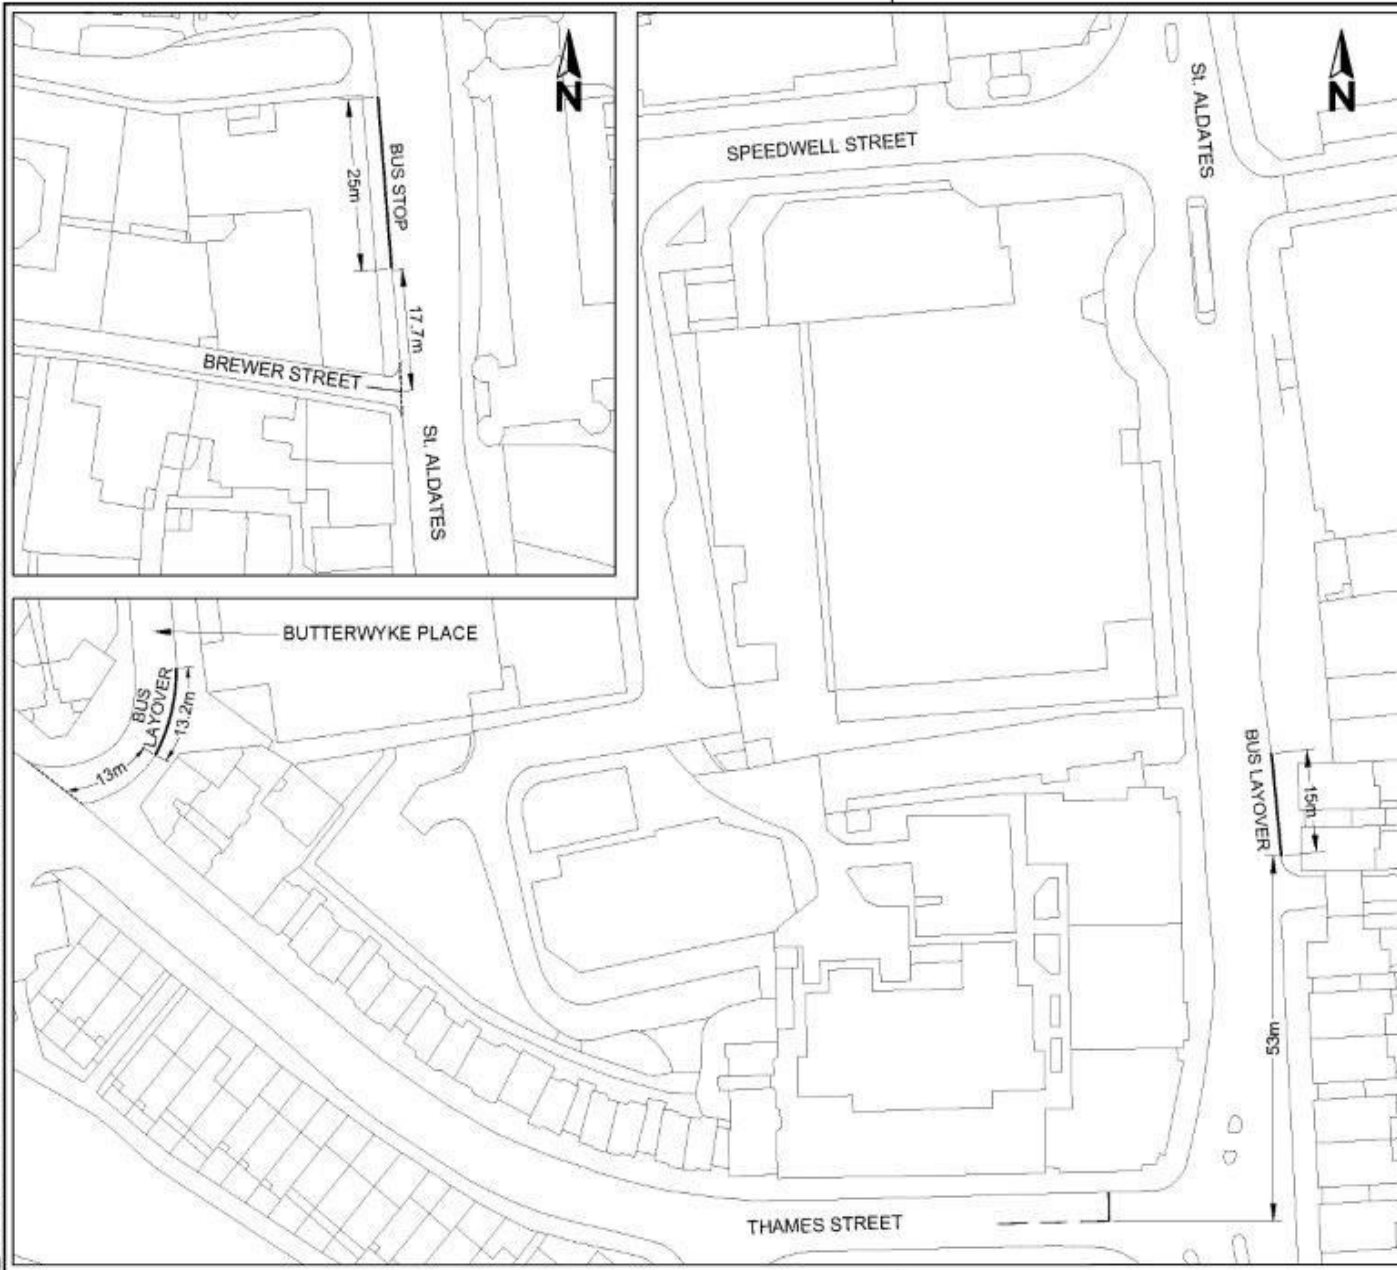 N
BUS STOP
25m
17.7m
BREWER STREET
St. ALDATES
N
St. ALDATES
SPEEDWELL STREET
BUTTERWYKE PLACE
BUS
LAYOVER
13.2m
13m
BUS LAYOVER
15m
53m
THAMES STREET